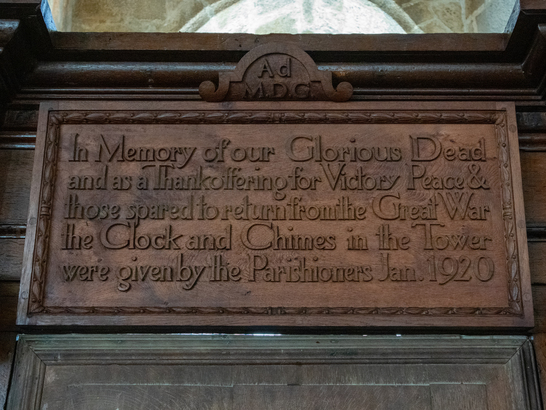 Ad
M.D.G.
In Memory of our Glorious Dead
and as a Thankoffering for Victory Peace &
those spared to return from the Great War
the Clock and Chimes in the Tower
were given by the Parishioners Jan. 1920